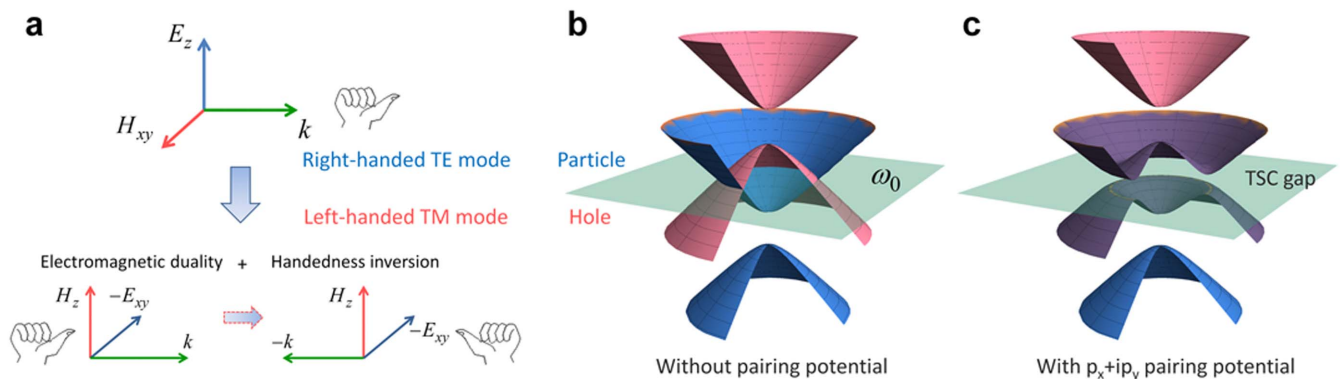 a
E_z
H_xy
k
Right-handed TE mode
Left-handed TM mode
Electromagnetic duality + Handedness inversion
H_z
−E_xy
k
H_z
−E_xy
−k
b
Particle
Hole
ω_0
Without pairing potential
c
TSC gap
With p_x+ip_y pairing potential